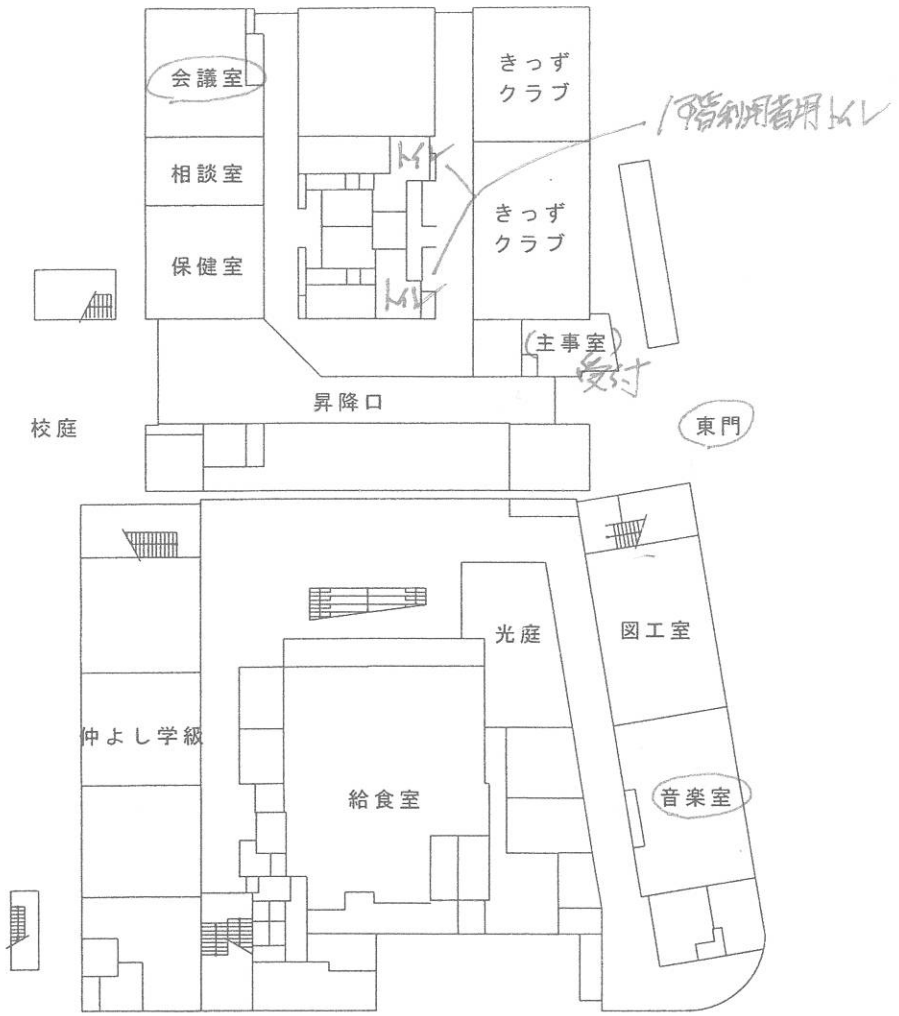 会議室
きっず
クラブ
1階利用者用トイレ
トイレ
相談室
きっず
クラブ
保健室
トイレ
(主事室)
受付
昇降口
校庭
東門
光庭
図工室
仲よし学級
給食室
音楽室